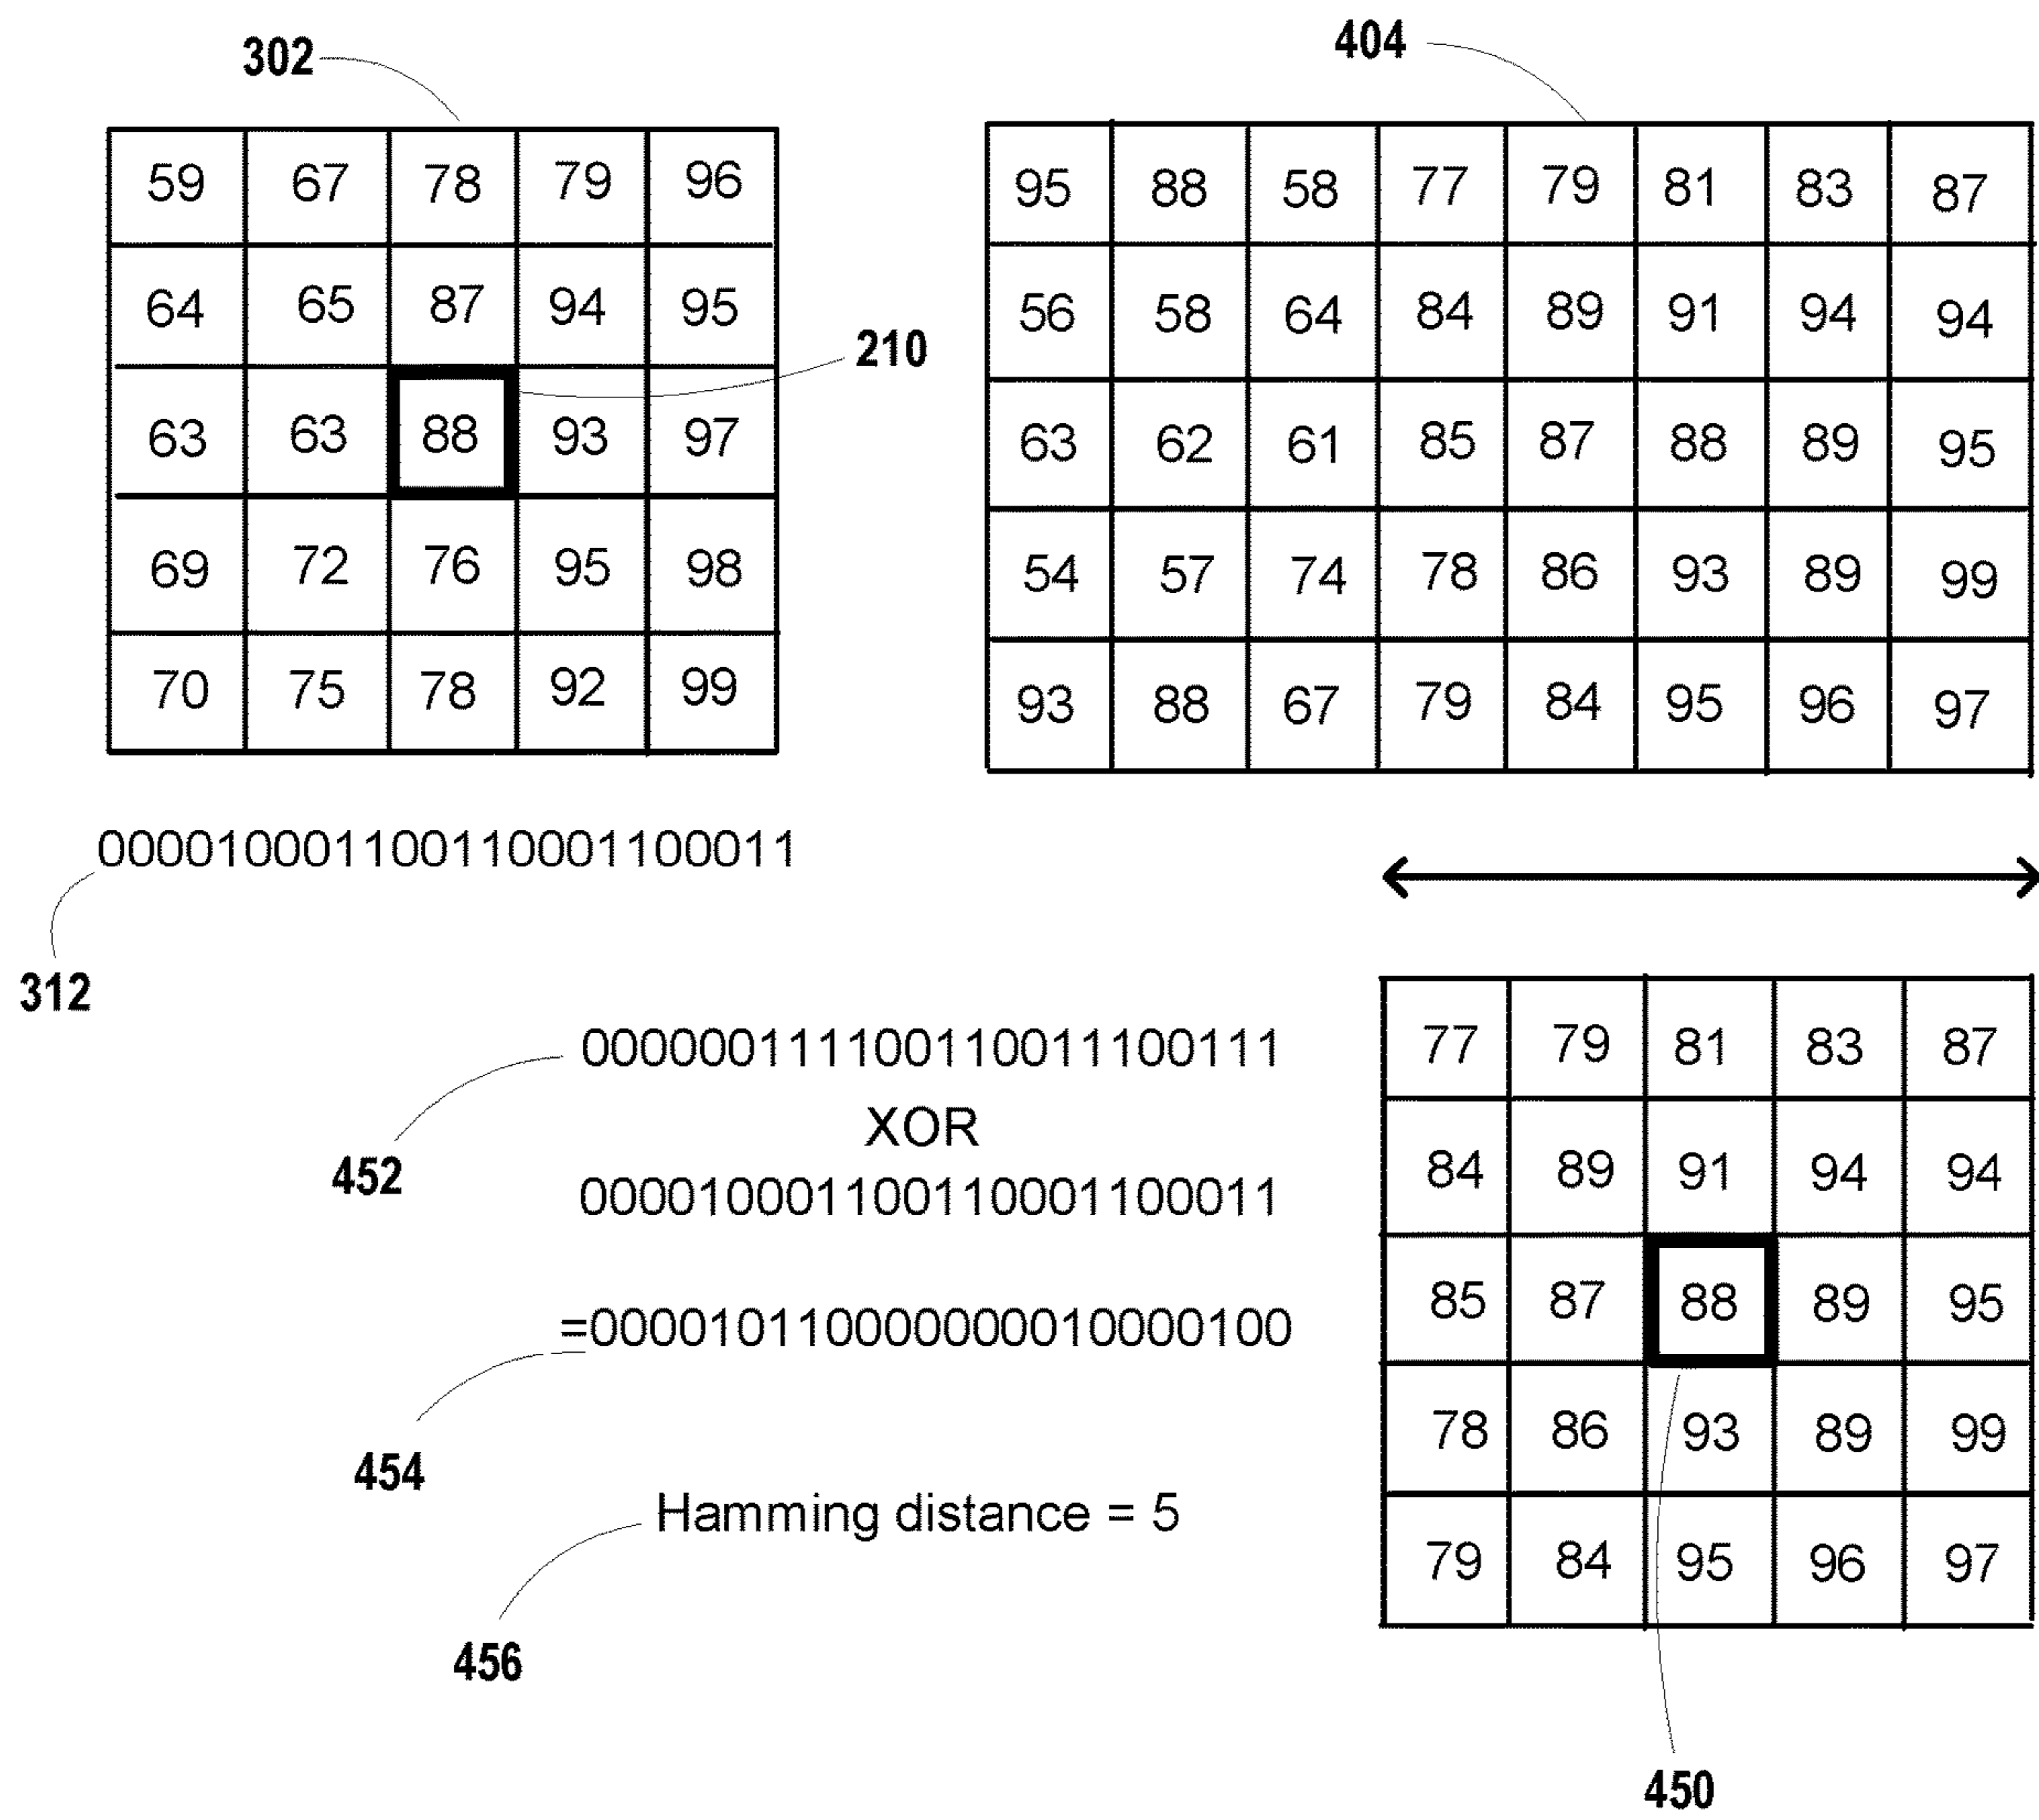 302
404
59 67 78 79 96
64 65 87 94 95
63 63 88 93 97
69 72 76 95 98
70 75 78 92 99
210
95 88 58 77 79 81 83 87
56 58 64 84 89 91 94 94
63 62 61 85 87 88 89 95
54 57 74 78 86 93 89 99
93 88 67 79 84 95 96 97
000010001100110001100011
312
000000111100110011100111
452
XOR
000010001100110001100011
=000010110000000010000100
454
Hamming distance = 5
456
77 79 81 83 87
84 89 91 94 94
85 87 88 89 95
78 86 93 89 99
79 84 95 96 97
450